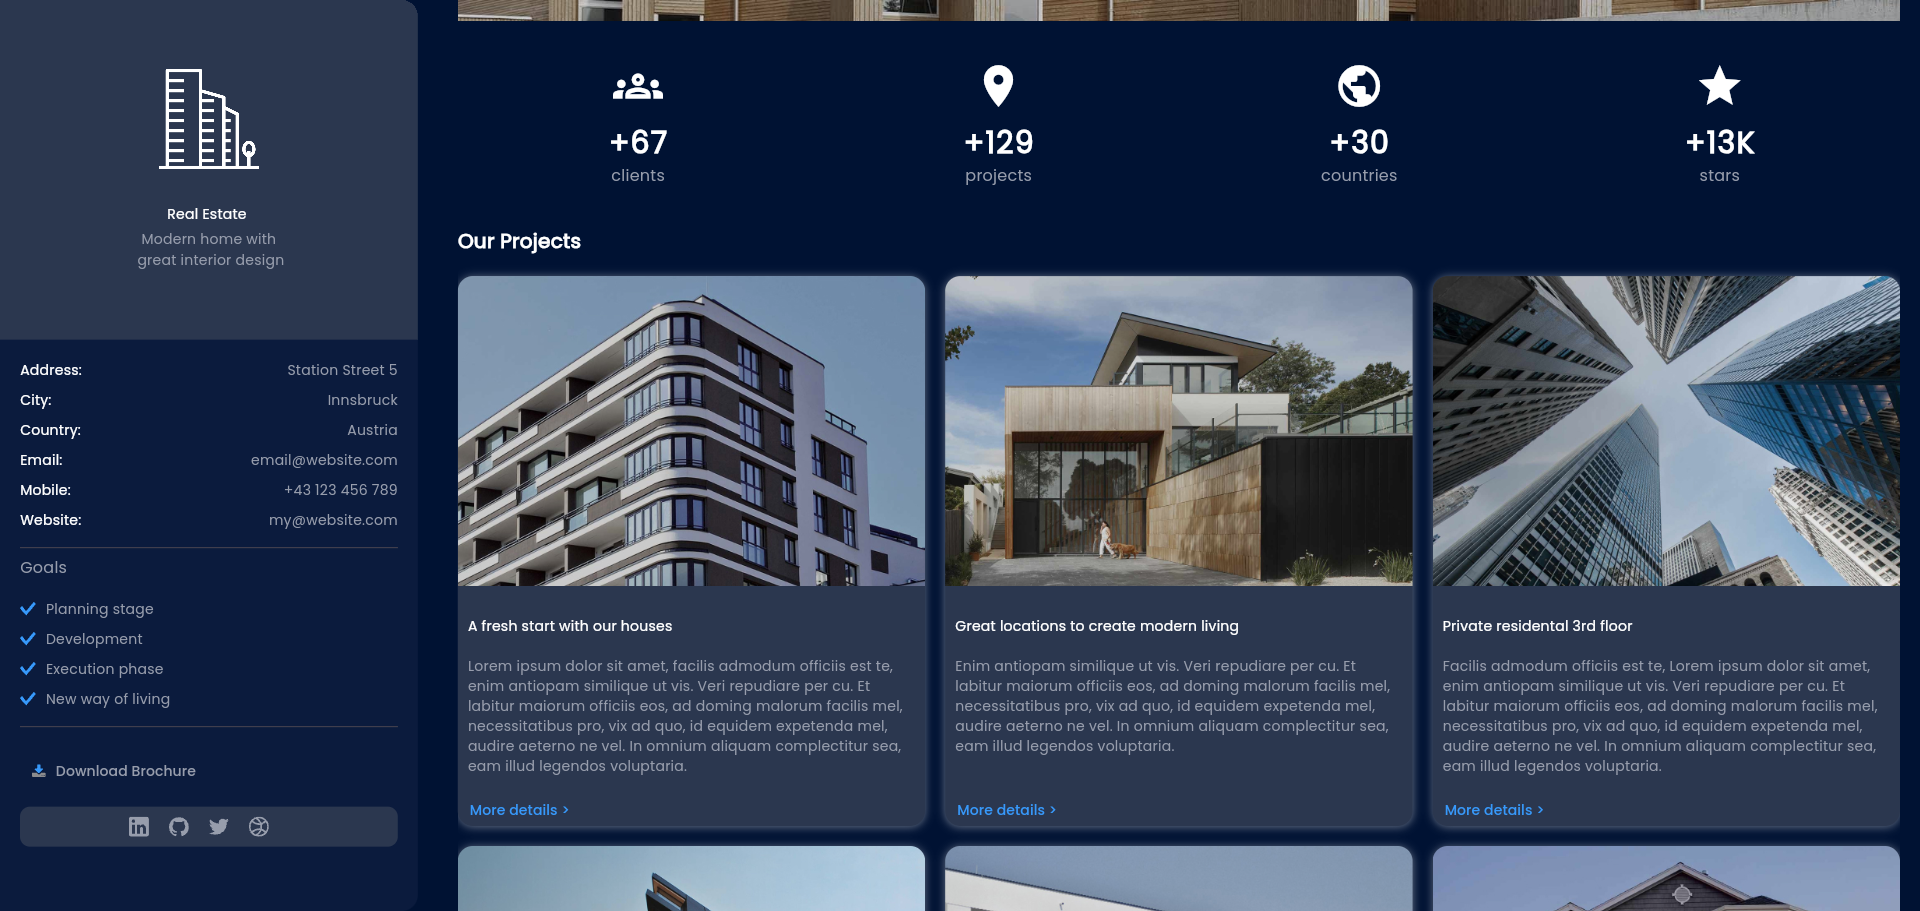 Real Estate
Modern home with
great interior design
Address: Station Street 5
City: Innsbruck
Country: Austria
Email: email@website.com
Mobile: +43 123 456 789
Website: my@website.com
Goals
Planning stage
Development
Execution phase
New way of living
Download Brochure
+67
clients
+129
projects
+30
countries
+13K
stars
Our Projects
A fresh start with our houses
Lorem ipsum dolor sit amet, facilis admodum officiis est te,
enim antiopam similique ut vis. Veri repudiare per cu. Et
labitur maiorum officiis eos, ad doming malorum facilis mel,
necessitatibus pro, vix ad quo, id equidem expetenda mel,
audire aeterno ne vel. In omnium aliquam complectitur sea,
eam illud legendos voluptaria.
More details >
Great locations to create modern living
Enim antiopam similique ut vis. Veri repudiare per cu. Et
labitur maiorum officiis eos, ad doming malorum facilis mel,
necessitatibus pro, vix ad quo, id equidem expetenda mel,
audire aeterno ne vel. In omnium aliquam complectitur sea,
eam illud legendos voluptaria.
More details >
Private residental 3rd floor
Facilis admodum officiis est te, Lorem ipsum dolor sit amet,
enim antiopam similique ut vis. Veri repudiare per cu. Et
labitur maiorum officiis eos, ad doming malorum facilis mel,
necessitatibus pro, vix ad quo, id equidem expetenda mel,
audire aeterno ne vel. In omnium aliquam complectitur sea,
eam illud legendos voluptaria.
More details >